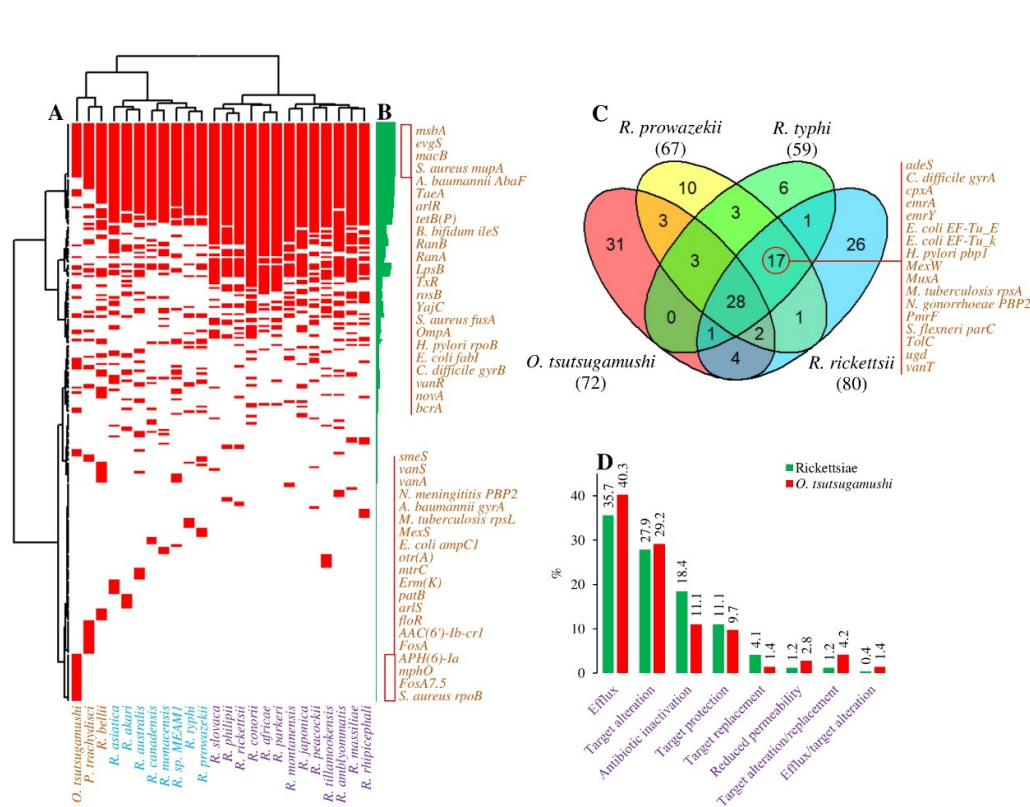 A
B
msbA
evgS
macB
S. aureus mupA
A. baumannii AbaF
TaeA
arlR
tetB(P)
B. bifidum ileS
RanB
RanA
LpsB
TxR
rosB
YajC
S. aureus fusA
OmpA
H. pylori rpoB
E. coli fabI
C. difficile gyrB
vanR
novA
bcrA
smeS
vanS
vanA
N. meningititis PBP2
A. baumannii gyrA
M. tuberculosis rpsL
MexS
E. coli ampC1
otr(A)
mtrC
Erm(K)
patB
arlS
floR
AAC(6')-Ib-cr1
FosA
APH(6)-Ia
mphO
FosA7.5
S. aureus rpoB
O. tsutsugamushi
P. trachydisci
R. bellii
R. asiatica
R. akari
R. australis
R. canadensis
R. monacensis
R. sp. MEAM1
R. typhi
R. prowazekii
R. slovaca
R. philipii
R. rickettsii
R. conorii
R. africae
R. parkeri
R. montanensis
R. japonica
R. peacockii
R. tillamookensis
R. amblyommatis
R. massiliae
R. rhipicephali
C
R. prowazekii
(67)
R. typhi
(59)
10
6
3
3
1
31
26
3
17
28
0
1
2
1
4
O. tsutsugamushi
(72)
R. rickettsii
(80)
adeS
C. difficile gyrA
cpxA
emrA
emrY
E. coli EF-Tu_E
E. coli EF-Tu_k
H. pylori pbp1
MexW
MuxA
M. tuberculosis rpsA
N. gonorrhoeae PBP2
PmrF
S. flexneri parC
TolC
ugd
vanT
D
Rickettsiae
O. tsutsugamushi
%
40
30
20
10
0
35.7
40.3
27.9
29.2
18.4
11.1
11.1
9.7
4.1
1.4
1.2
2.8
1.2
4.2
0.4
1.4
Efflux
Target alteration
Antibiotic inactivation
Target protection
Target replacement
Reduced permeability
Target alteration/replacement
Efflux/target alteration